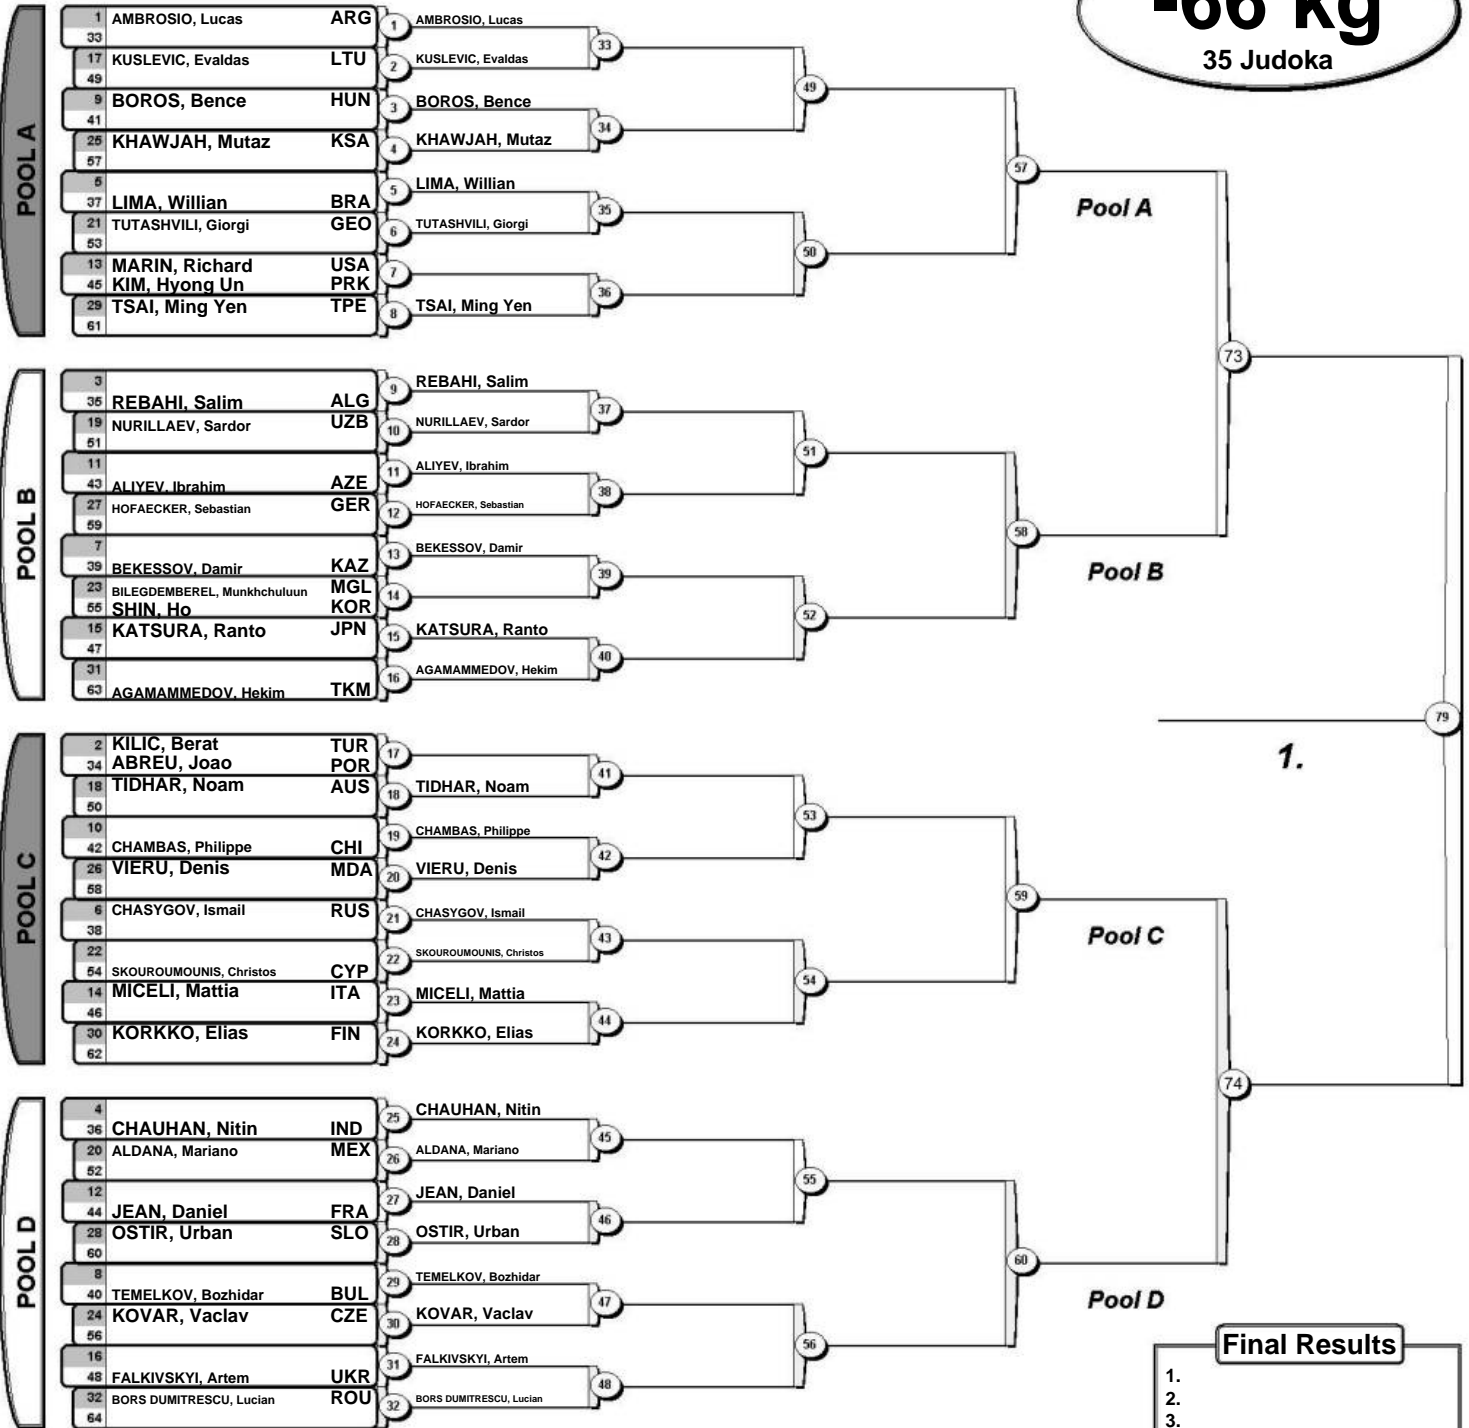 -66 kg
35 Judoka
POOL A
1 AMBROSIO, Lucas ARG
33
17 KUSLEVIC, Evaldas LTU
49
9 BOROS, Bence HUN
41
25 KHAWJAH, Mutaz KSA
57
5
37 LIMA, Willian BRA
21 TUTASHVILI, Giorgi GEO
53
13 MARIN, Richard USA
45 KIM, Hyong Un PRK
29 TSAI, Ming Yen TPE
61
1 AMBROSIO, Lucas
2 KUSLEVIC, Evaldas
3 BOROS, Bence
4 KHAWJAH, Mutaz
5 LIMA, Willian
6 TUTASHVILI, Giorgi
7
8 TSAI, Ming Yen
33
34
35
36
49
50
57
Pool A
POOL B
3
35 REBAHI, Salim ALG
19 NURILLAEV, Sardor UZB
51
11
43 ALIYEV, Ibrahim AZE
27 HOFAECKER, Sebastian GER
59
7
39 BEKESSOV, Damir KAZ
23 BILEGDEMBEREL, Munkhchuluun MGL
55 SHIN, Ho KOR
15 KATSURA, Ranto JPN
47
31
63 AGAMAMMEDOV, Hekim TKM
9 REBAHI, Salim
10 NURILLAEV, Sardor
11 ALIYEV, Ibrahim
12 HOFAECKER, Sebastian
13 BEKESSOV, Damir
14
15 KATSURA, Ranto
16 AGAMAMMEDOV, Hekim
37
38
39
40
51
52
58
Pool B
73
POOL C
2 KILIC, Berat TUR
34 ABREU, Joao POR
18 TIDHAR, Noam AUS
50
10
42 CHAMBAS, Philippe CHI
26 VIERU, Denis MDA
58
6 CHASYGOV, Ismail RUS
38
22
54 SKOUROUMOUNIS, Christos CYP
14 MICELI, Mattia ITA
46
30 KORKKO, Elias FIN
62
17
18 TIDHAR, Noam
19 CHAMBAS, Philippe
20 VIERU, Denis
21 CHASYGOV, Ismail
22 SKOUROUMOUNIS, Christos
23 MICELI, Mattia
24 KORKKO, Elias
41
42
43
44
53
54
59
Pool C
79
1.
POOL D
4
36 CHAUHAN, Nitin IND
20 ALDANA, Mariano MEX
52
12
44 JEAN, Daniel FRA
28 OSTIR, Urban SLO
60
8
40 TEMELKOV, Bozhidar BUL
24 KOVAR, Vaclav CZE
56
16
48 FALKIVSKYI, Artem UKR
32 BORS DUMITRESCU, Lucian ROU
64
25 CHAUHAN, Nitin
26 ALDANA, Mariano
27 JEAN, Daniel
28 OSTIR, Urban
29 TEMELKOV, Bozhidar
30 KOVAR, Vaclav
31 FALKIVSKYI, Artem
32 BORS DUMITRESCU, Lucian
45
46
47
48
55
56
60
Pool D
74
Final Results
1.
2.
3.